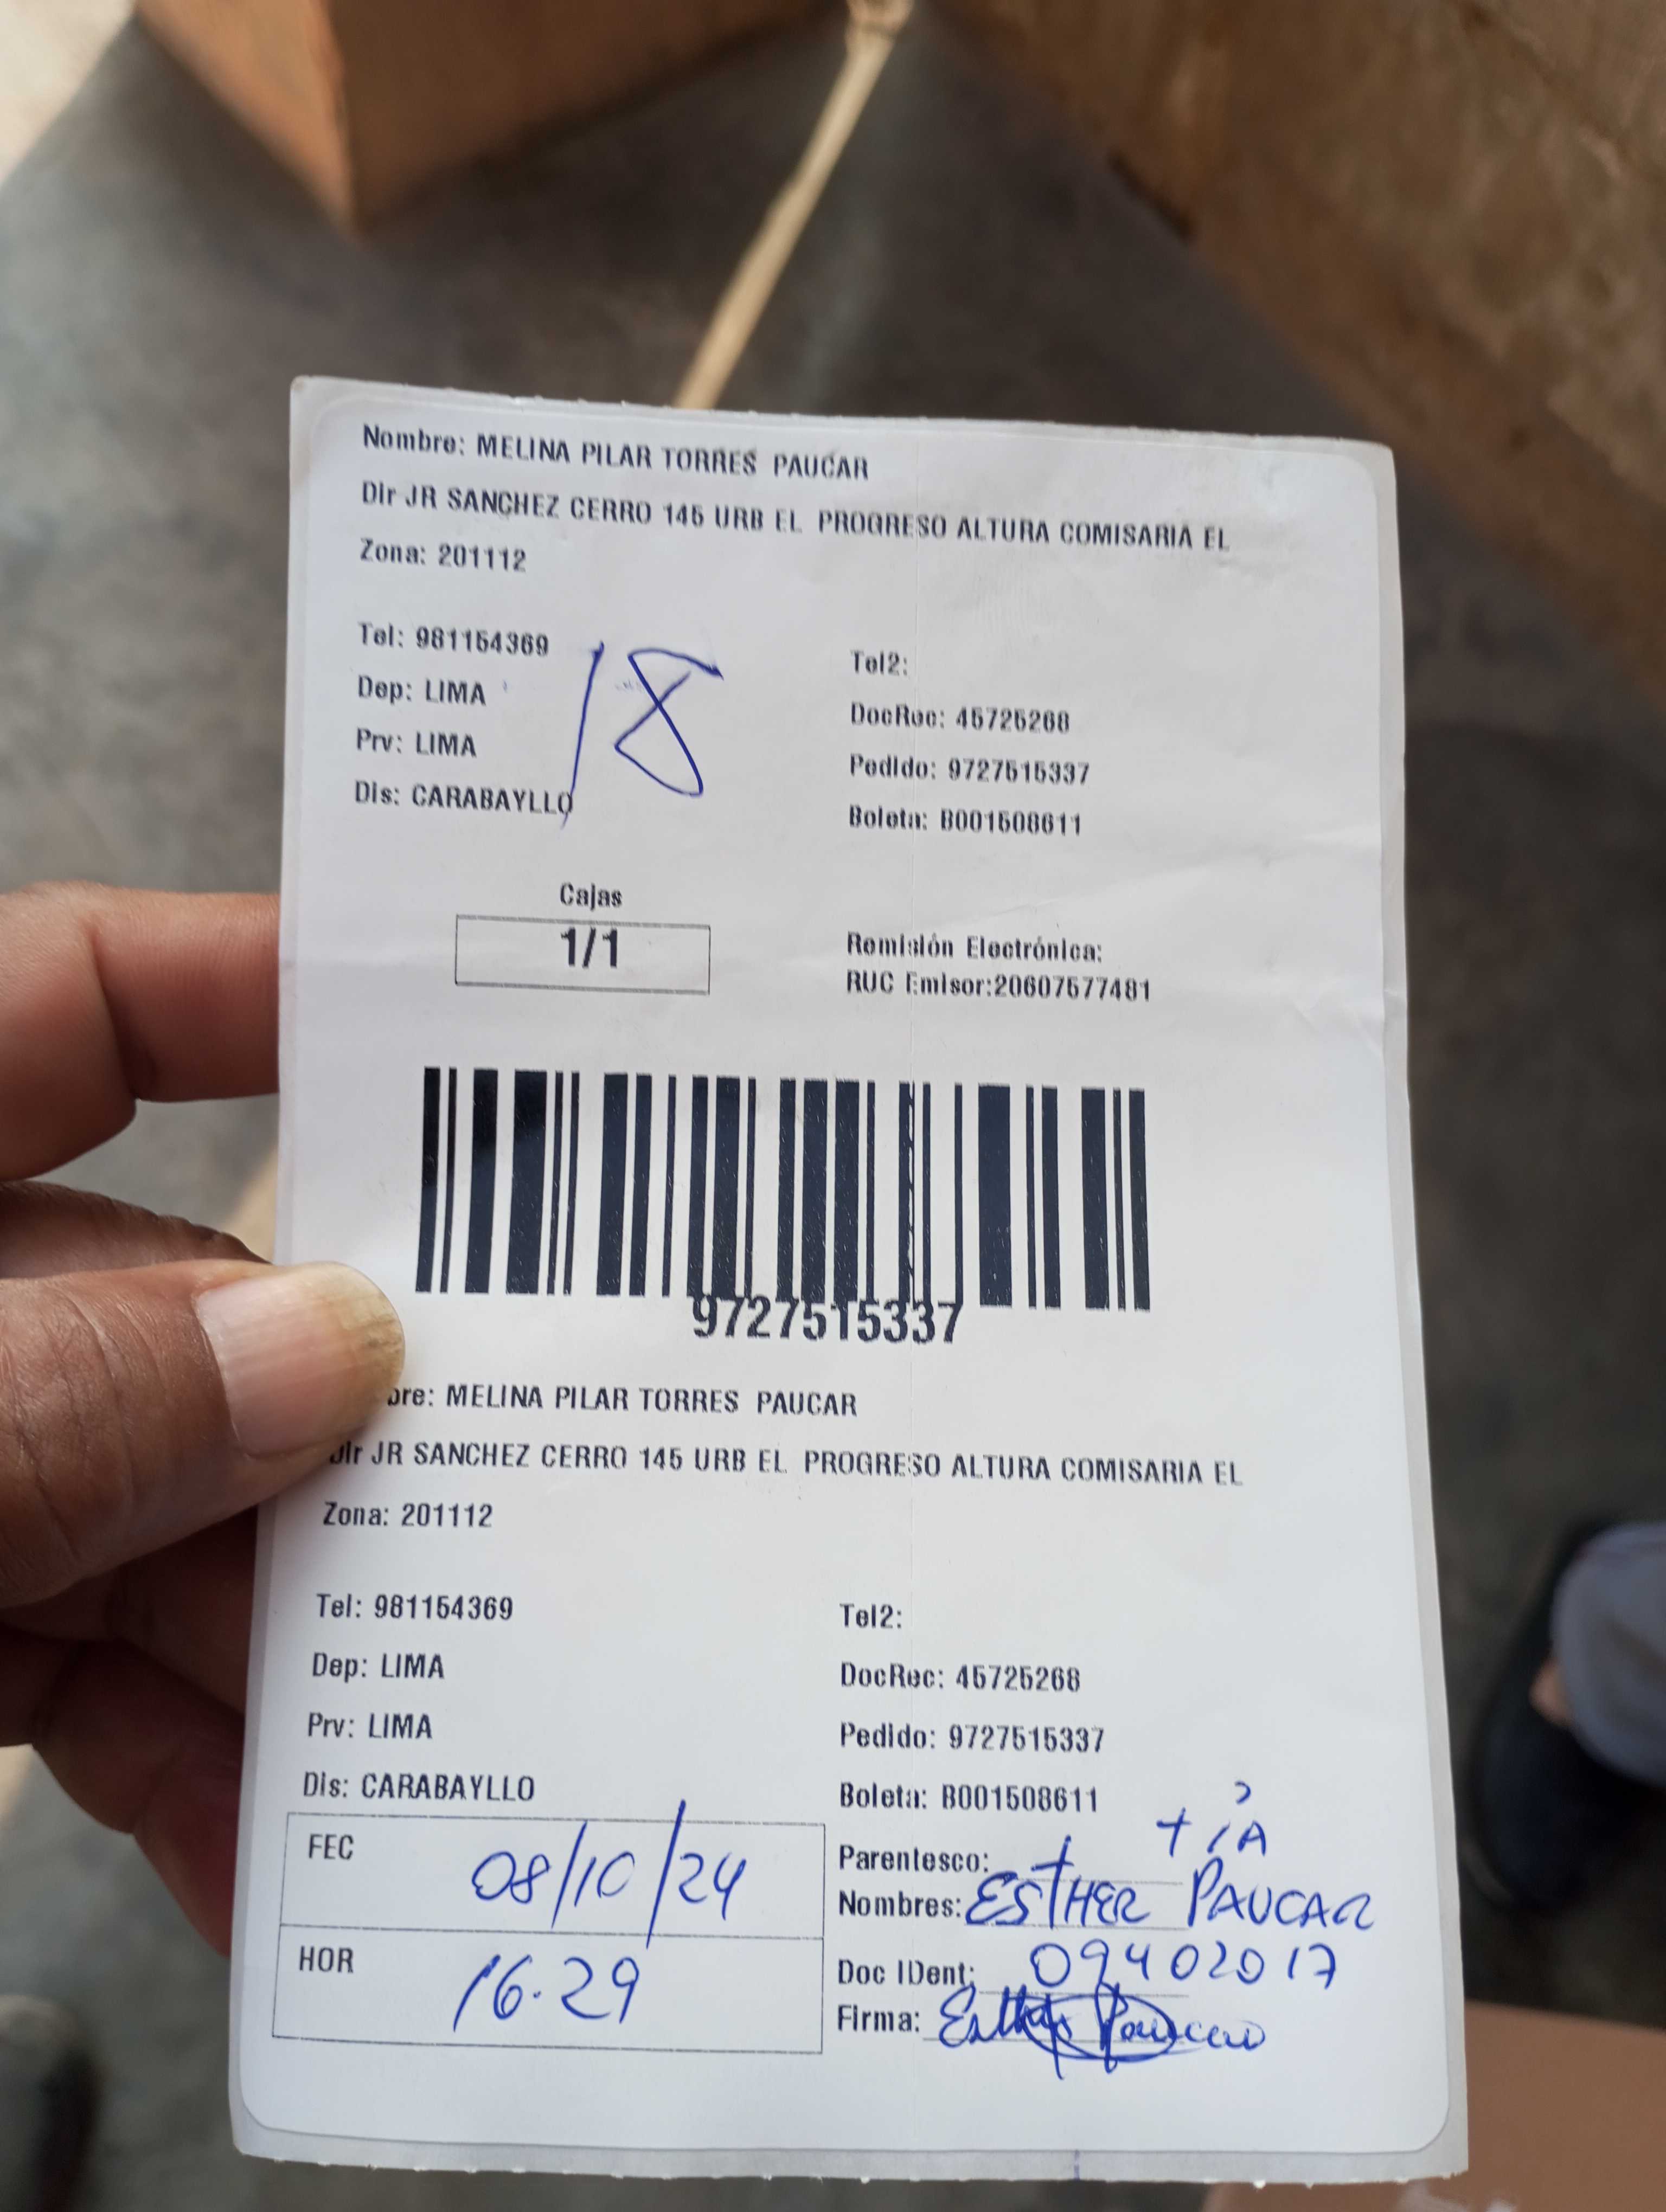 Nombre: MELINA PILAR TORRES PAUCAR
Dir JR SANCHEZ CERRO 145 URB EL PROGRESO ALTURA COMISARIA EL
Zona: 201112
Tel: 981154369
Tel2:
18
Dep: LIMA
DocRec: 45725268
Prv: LIMA
Pedido: 9727515337
Dis: CARABAYLLO
Boleta: B001508611
Cajas
1/1
Remisión Electrónica:
RUC Emisor:20607577481
9727515337
bre: MELINA PILAR TORRES PAUCAR
Dir JR SANCHEZ CERRO 145 URB EL PROGRESO ALTURA COMISARIA EL
Zona: 201112
Tel: 981154369
Tel2:
Dep: LIMA
DocRec: 45725268
Prv: LIMA
Pedido: 9727515337
Dis: CARABAYLLO
Boleta: B001508611
FEC 08/10/24
Parentesco: TÍA
Nombres: ESTHER PAUCAR
HOR 16.29
Doc IDent: 09402017
Firma: Esther Paucar